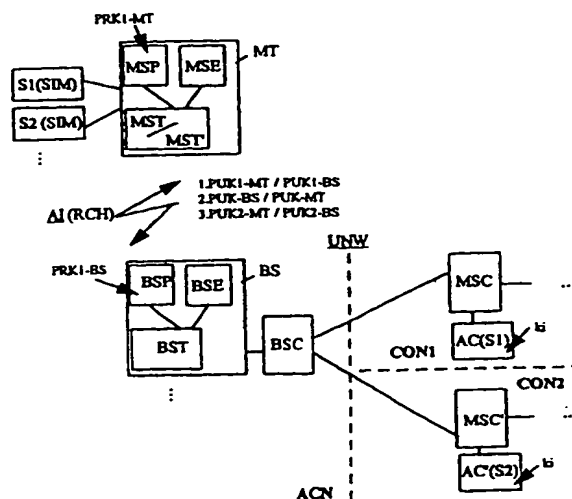 PRK1-MT
MT
MSP
MSE
S1(SIM)
S2 (SIM)
MST
MST'
1.PUK1-MT / PUK1-BS
2.PUK-BS / PUK-MT
3.PUK2-MT / PUK2-BS
ΔI (RCH)
UNW
PRK1-BS
BS
BSP
BSE
BST
BSC
MSC
AC(S1)
CON1
CON2
MSC'
AC'(S2)
ACN